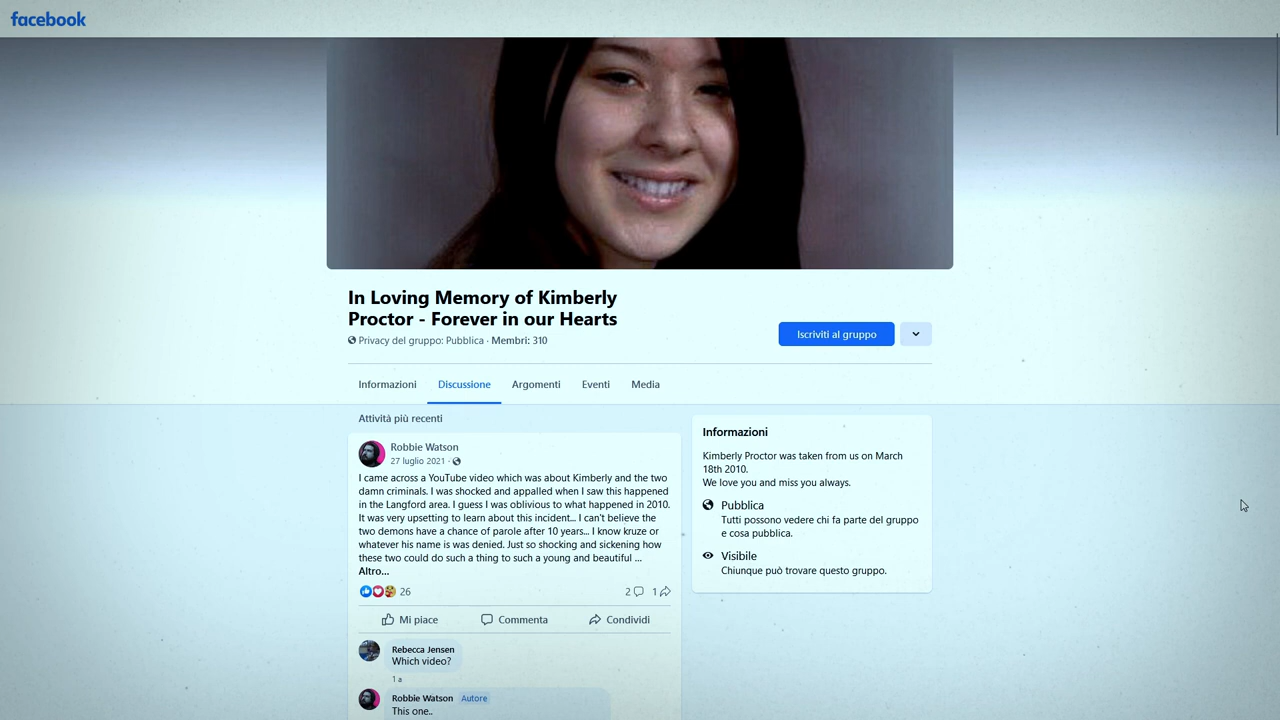 facebook
In Loving Memory of Kimberly
Proctor - Forever in our Hearts
Privacy del gruppo: Pubblica · Membri: 310
Iscriviti al gruppo
Informazioni
Discussione
Argomenti
Eventi
Media
Attività più recenti
Robbie Watson
27 luglio 2021 ·
I came across a YouTube video which was about Kimberly and the two
damn criminals. I was shocked and appalled when I saw this happened
in the Langford area. I guess I was oblivious to what happened in 2010.
It was very upsetting to learn about this incident... I can't believe the
two demons have a chance of parole after 10 years... I know kruze or
whatever his name is was denied. Just so shocking and sickening how
these two could do such a thing to such a young and beautiful ...
Altro...
26
2
1
Mi piace
Commenta
Condividi
Rebecca Jensen
Which video?
1 a
Robbie Watson Autore
This one..
Informazioni
Kimberly Proctor was taken from us on March
18th 2010.
We love you and miss you always.
Pubblica
Tutti possono vedere chi fa parte del gruppo
e cosa pubblica.
Visibile
Chiunque può trovare questo gruppo.